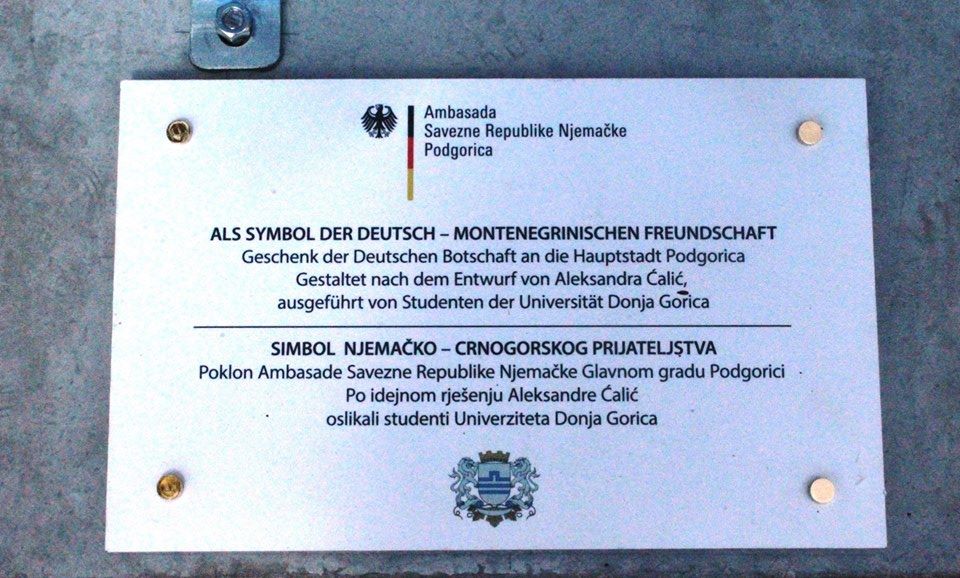 Ambasada
Savezne Republike Njemačke
Podgorica
ALS SYMBOL DER DEUTSCH – MONTENEGRINISCHEN FREUNDSCHAFT
Geschenk der Deutschen Botschaft an die Hauptstadt Podgorica
Gestaltet nach dem Entwurf von Aleksandra Ćalić,
ausgeführt von Studenten der Universität Donja Gorica
SIMBOL NJEMAČKO – CRNOGORSKOG PRIJATELJSTVA
Poklon Ambasade Savezne Republike Njemačke Glavnom gradu Podgorici
Po idejnom rješenju Aleksandre Ćalić
oslikali studenti Univerziteta Donja Gorica